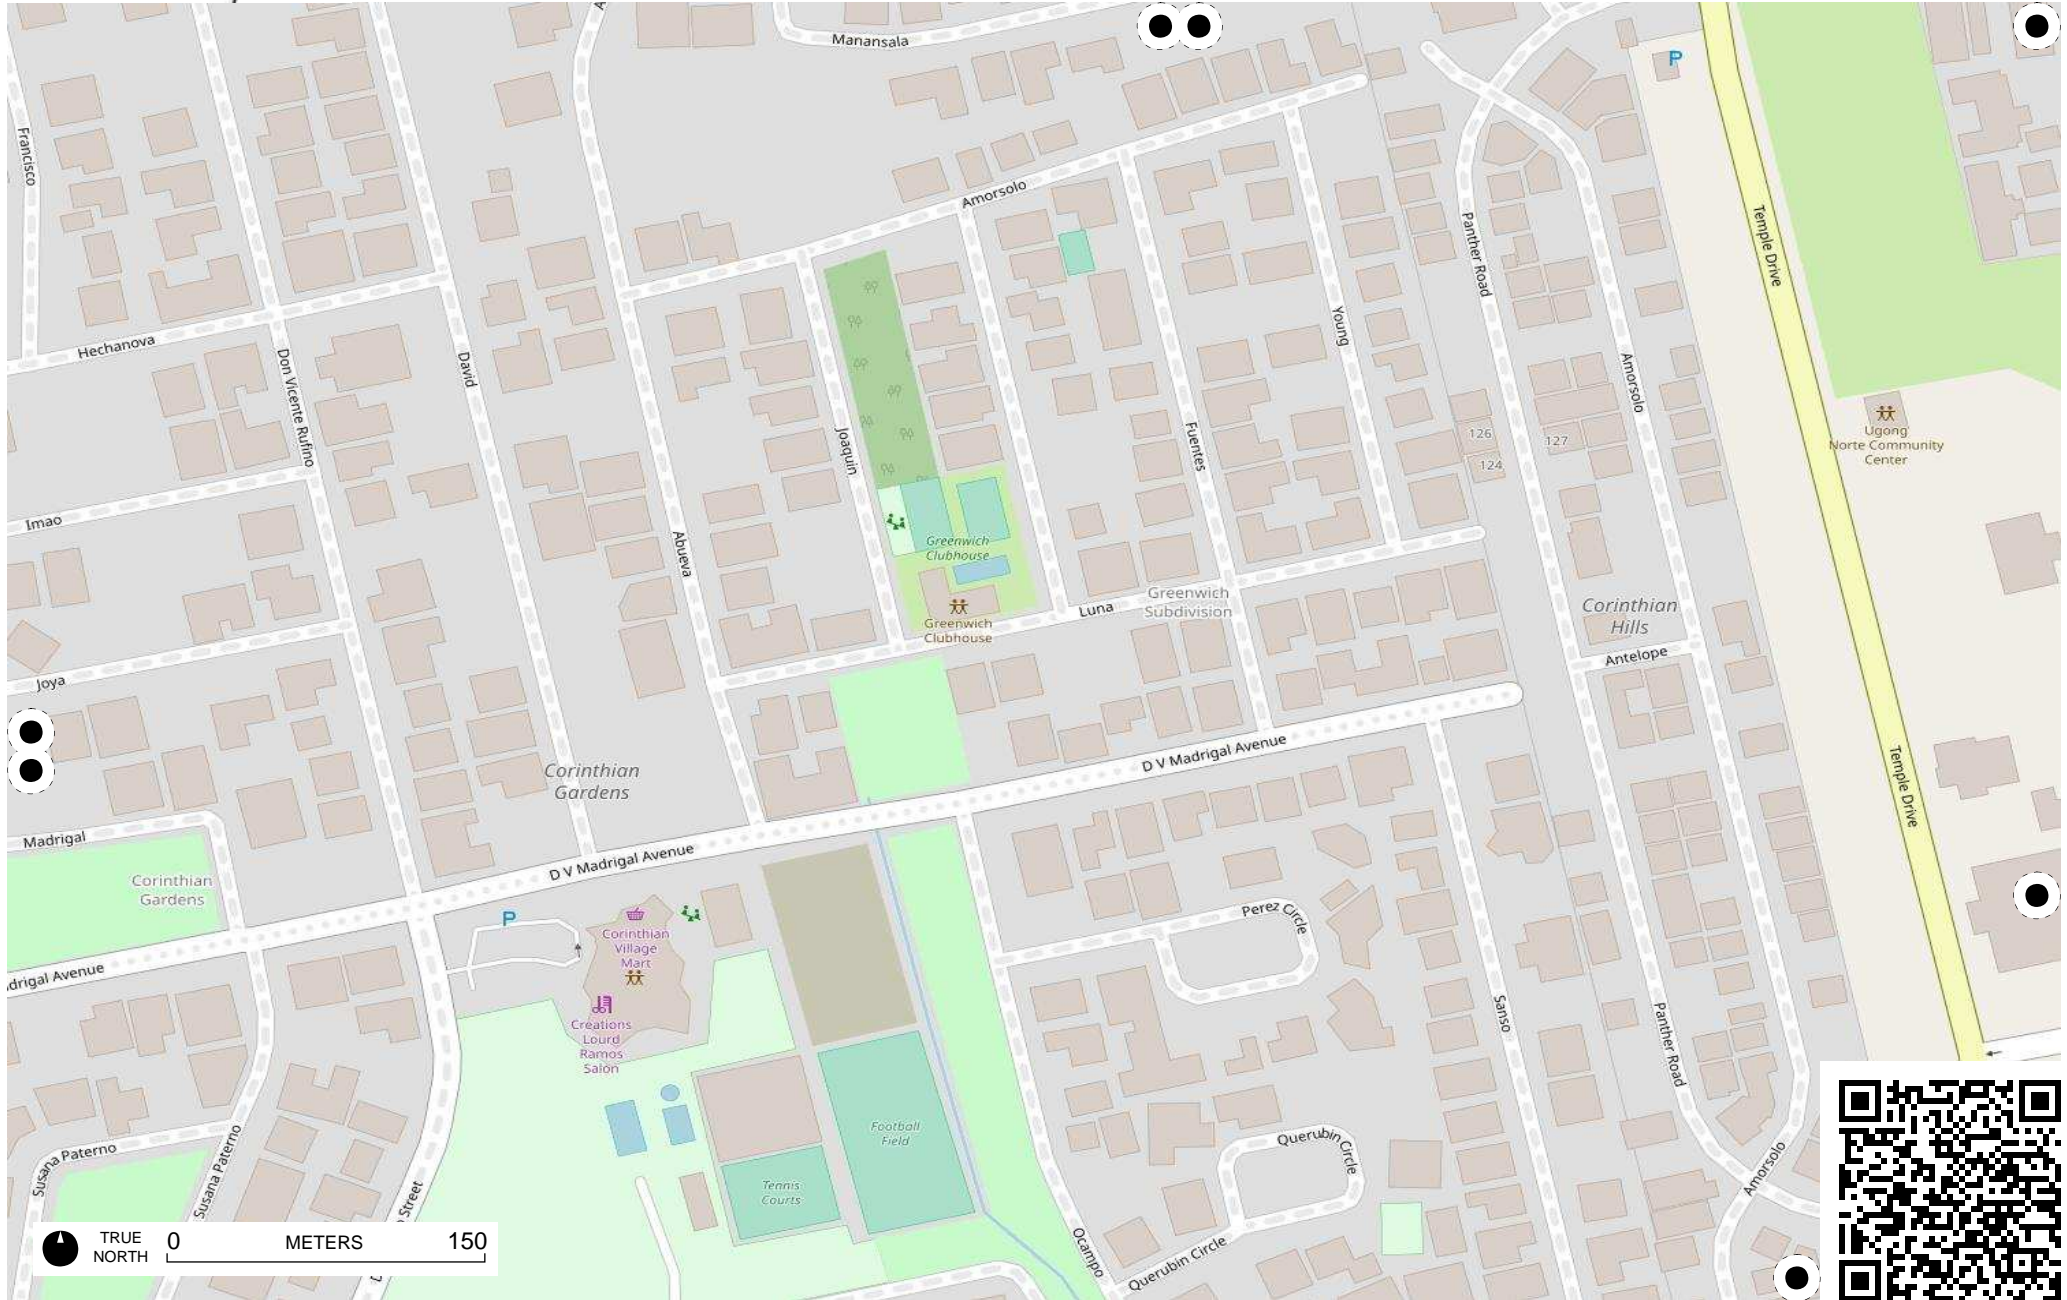 Manansala
P
Francisco
Amorsolo
Panther Road
Temple Drive
Hechanova
Don Vicente Rufino
David
Young
Amorsolo
Joaquin
Fuentes
126
127
124
Ugong
Norte Community
Center
Imao
Abueva
Greenwich
Clubhouse
Greenwich
Subdivision
Luna
Greenwich
Clubhouse
Corinthian
Hills
Antelope
Joya
D V Madrigal Avenue
Temple Drive
Corinthian
Gardens
Madrigal
D V Madrigal Avenue
Corinthian
Gardens
P
Perez Circle
Corinthian
Village
Mart
drigal Avenue
Sanso
Panther Road
Creations
Lourd
Ramos
Salon
Football
Field
Querubin Circle
Susana Paterno
Susana Paterno
Tennis
Courts
Amorsolo
Street
Ocampo
Querubin Circle
TRUE
NORTH
0 METERS 150